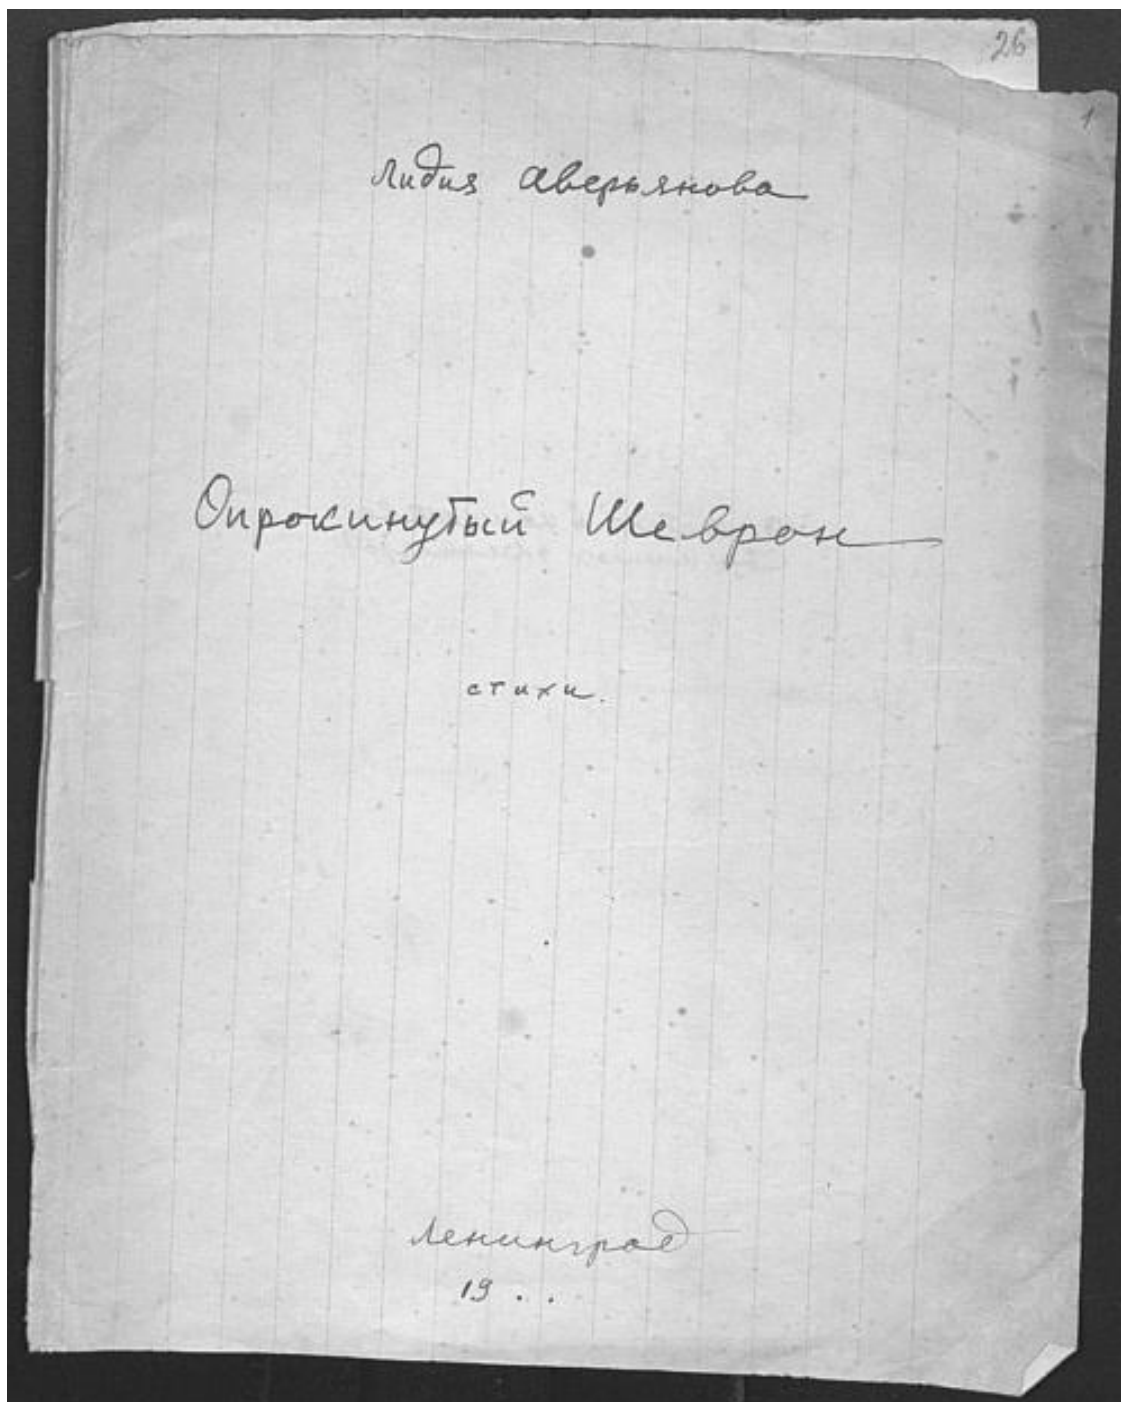 26
1
Лидия Аверьянова
Опрокинутый Шеврон
стихи.
Ленинград
19 . .